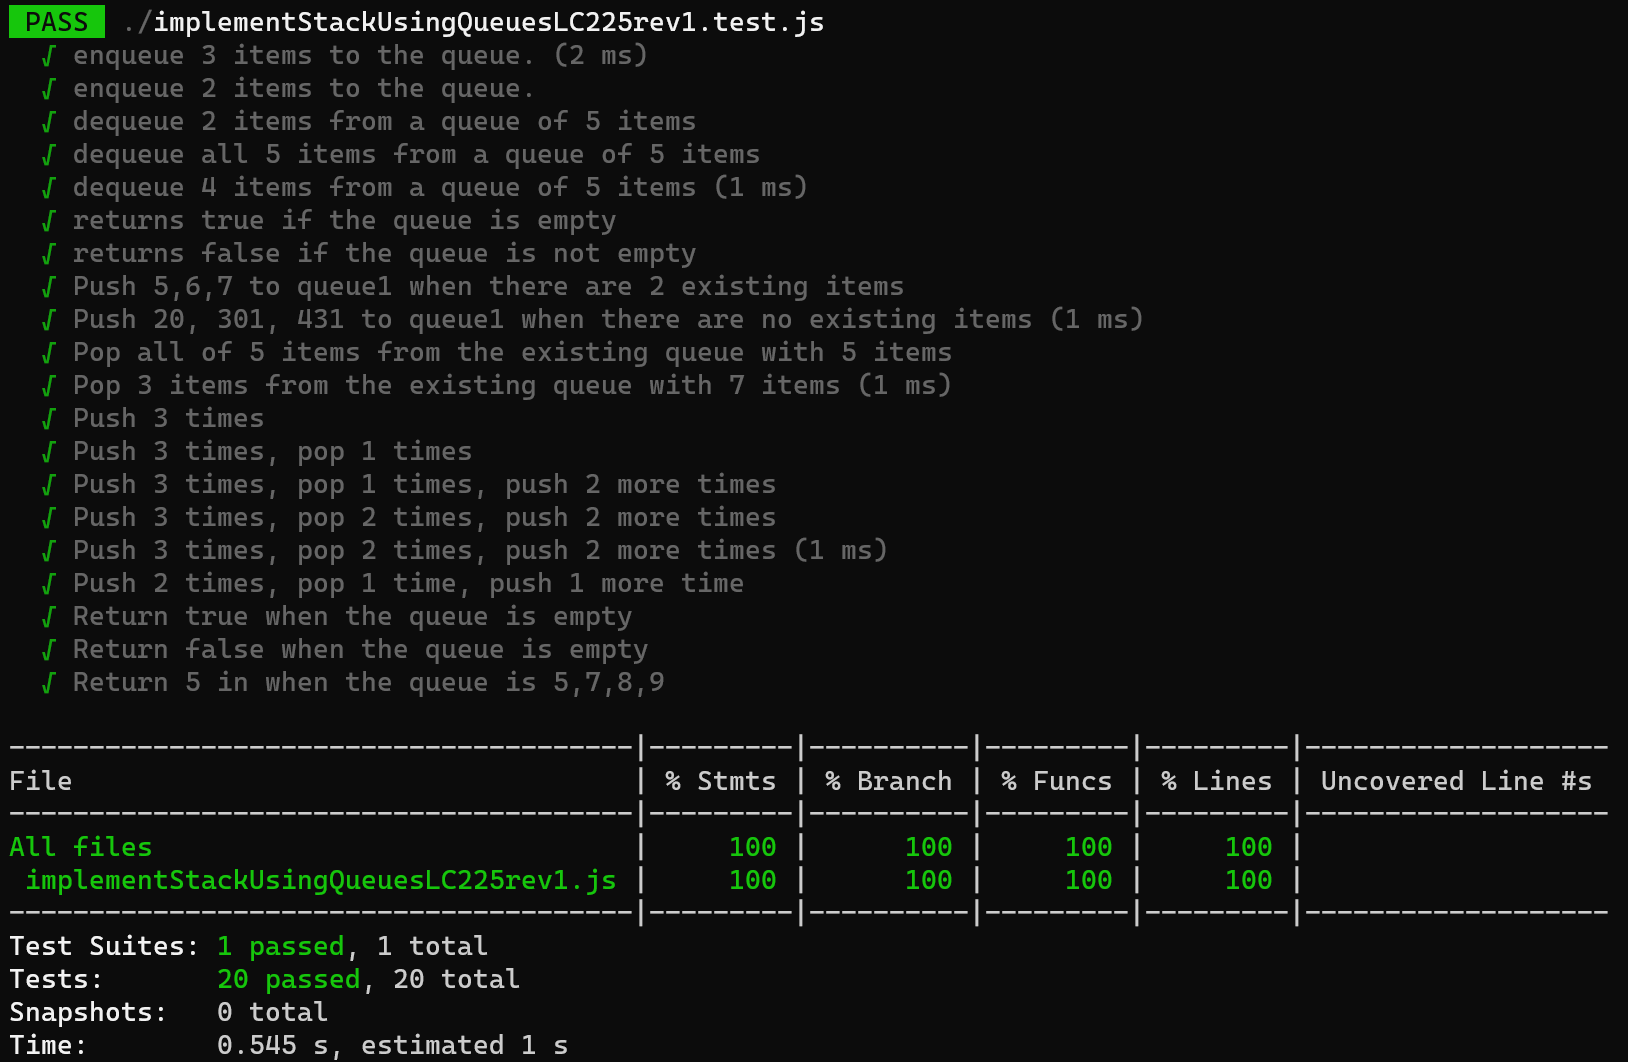 PASS ./implementStackUsingQueuesLC225rev1.test.js
√ enqueue 3 items to the queue. (2 ms)
√ enqueue 2 items to the queue.
√ dequeue 2 items from a queue of 5 items
√ dequeue all 5 items from a queue of 5 items
√ dequeue 4 items from a queue of 5 items (1 ms)
√ returns true if the queue is empty
√ returns false if the queue is not empty
√ Push 5,6,7 to queue1 when there are 2 existing items
√ Push 20, 301, 431 to queue1 when there are no existing items (1 ms)
√ Pop all of 5 items from the existing queue with 5 items
√ Pop 3 items from the existing queue with 7 items (1 ms)
√ Push 3 times
√ Push 3 times, pop 1 times
√ Push 3 times, pop 1 times, push 2 more times
√ Push 3 times, pop 2 times, push 2 more times
√ Push 3 times, pop 2 times, push 2 more times (1 ms)
√ Push 2 times, pop 1 time, push 1 more time
√ Return true when the queue is empty
√ Return false when the queue is empty
√ Return 5 in when the queue is 5,7,8,9
---------------------------------------|---------|----------|---------|---------|-------------------
File | % Stmts | % Branch | % Funcs | % Lines | Uncovered Line #s
---------------------------------------|---------|----------|---------|---------|-------------------
All files | 100 | 100 | 100 | 100 |
implementStackUsingQueuesLC225rev1.js | 100 | 100 | 100 | 100 |
---------------------------------------|---------|----------|---------|---------|-------------------
Test Suites: 1 passed, 1 total
Tests: 20 passed, 20 total
Snapshots: 0 total
Time: 0.545 s, estimated 1 s